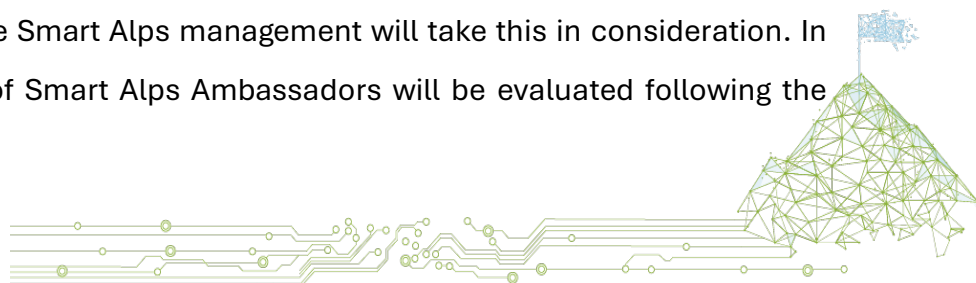 e Smart Alps management will take this in consideration. In
of Smart Alps Ambassadors will be evaluated following the